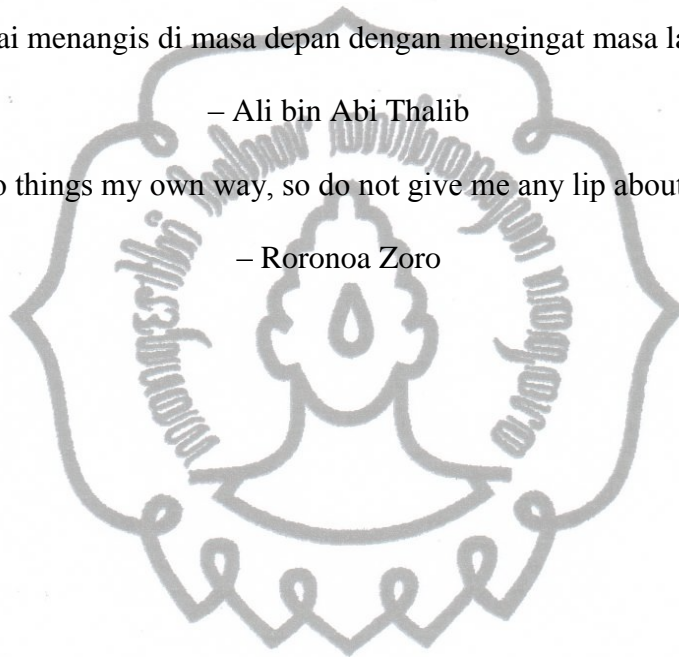 ai menangis di masa depan dengan mengingat masa la
– Ali bin Abi Thalib
o things my own way, so do not give me any lip about
– Roronoa Zoro